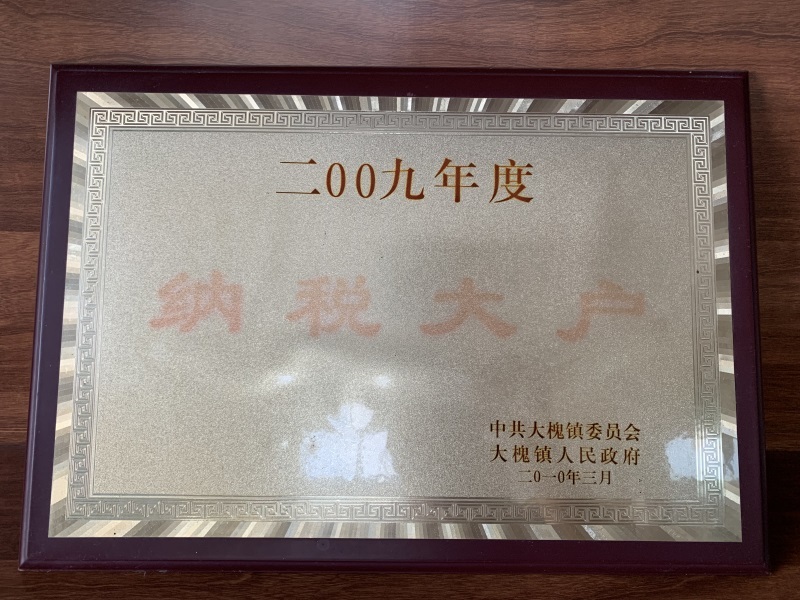 二00九年度
纳税大户
中共大槐镇委员会
大槐镇人民政府
二0一0年三月